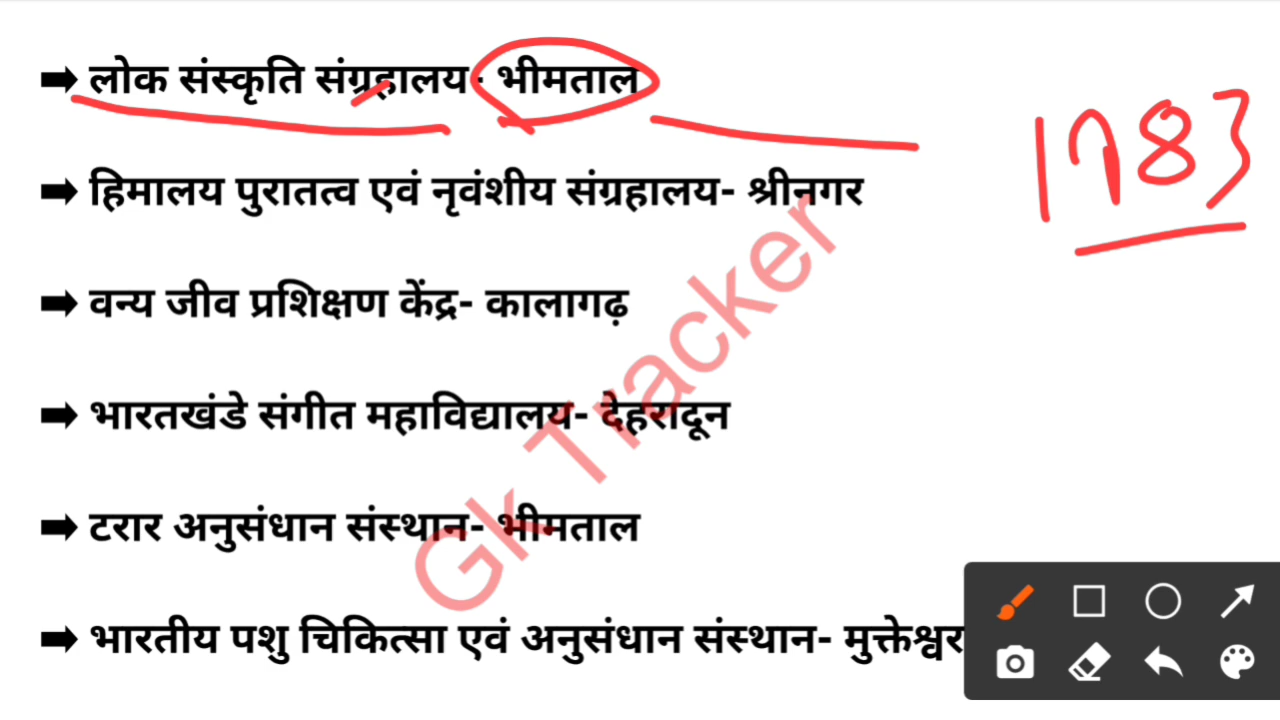 ➡ लोक संस्कृति संग्रहालय- भीमताल
1983
➡ हिमालय पुरातत्व एवं नृवंशीय संग्रहालय- श्रीनगर
➡ वन्य जीव प्रशिक्षण केंद्र- कालागढ़
➡ भारतखंडे संगीत महाविद्यालय- देहरादून
➡ टरार अनुसंधान संस्थान- भीमताल
➡ भारतीय पशु चिकित्सा एवं अनुसंधान संस्थान- मुक्तेश्वर
Gk Tracker